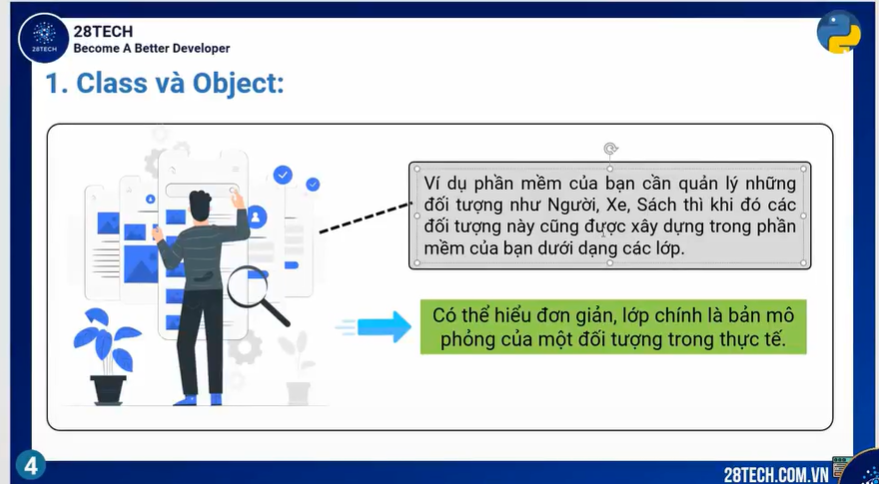 28TECH
Become A Better Developer
28TECH
1. Class và Object:
Ví dụ phần mềm của bạn cần quản lý những
đối tượng như Người, Xe, Sách thì khi đó các
đối tượng này cũng được xây dựng trong phần
mềm của bạn dưới dạng các lớp.
Có thể hiểu đơn giản, lớp chính là bản mô
phỏng của một đối tượng trong thực tế.
4
28TECH.COM.VN